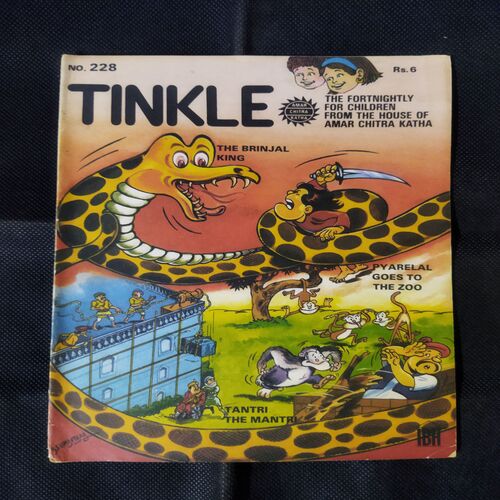 NO. 228
Rs. 6
TINKLE
AMAR
CHITRA
KATHA
THE FORTNIGHTLY
FOR CHILDREN
FROM THE HOUSE OF
AMAR CHITRA KATHA
THE BRINJAL
KING
PYARELAL
GOES TO
THE ZOO
TANTRI
THE MANTRI
IBH